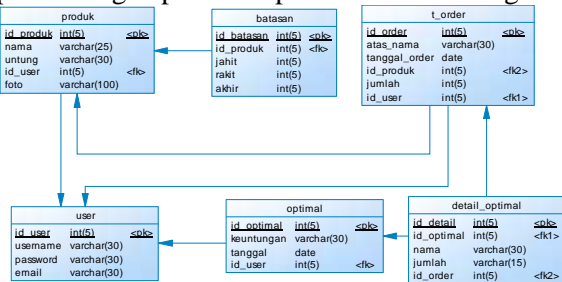 produk
id_produk int(5) <pk>
nama varchar(25)
untung varchar(30)
id_user int(5) <fk>
foto varchar(100)
batasan
id_batasan int(5) <pk>
id_produk int(5) <fk>
jahit int(5)
rakit int(5)
akhir int(5)
t_order
id_order int(5) <pk>
atas_nama varchar(30)
tanggal_order date
id_produk int(5) <fk2>
jumlah int(5)
id_user int(5) <fk1>
user
id_user int(5) <pk>
username varchar(30)
password varchar(30)
email varchar(30)
optimal
id_optimal int(5) <pk>
keuntungan varchar(30)
tanggal date
id_user int(5) <fk>
detail_optimal
id_detail int(5) <pk>
id_optimal int(5) <fk1>
nama varchar(30)
jumlah varchar(15)
id_order int(5) <fk2>